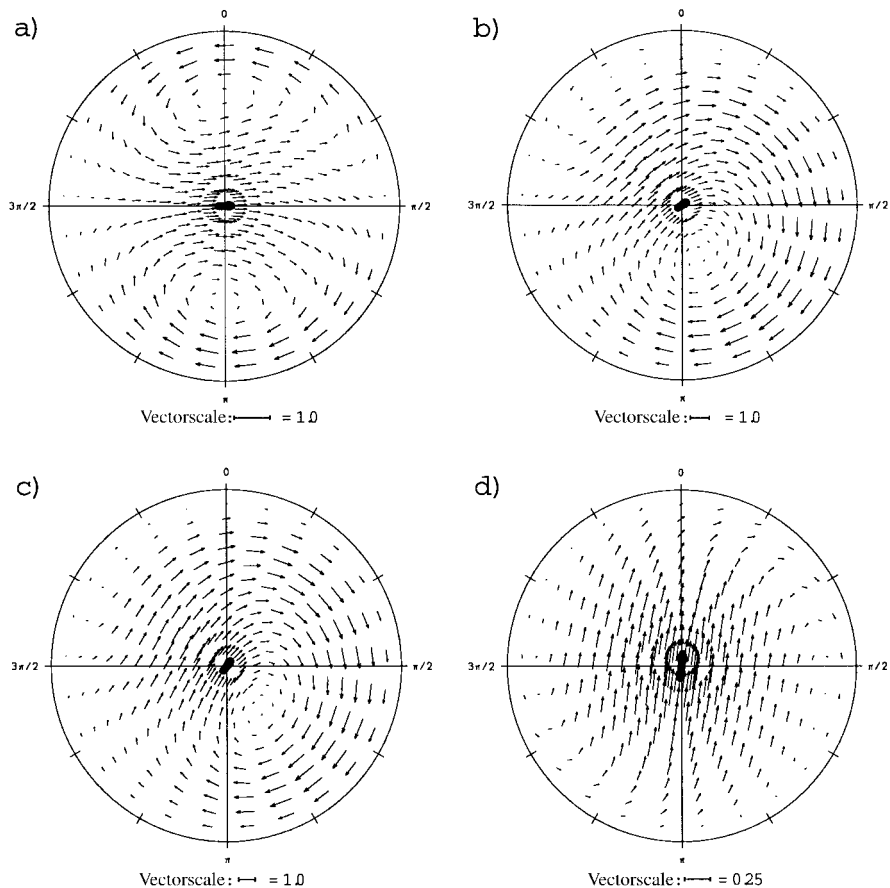 a)
0
3π/2
π/2
π
Vectorscale: = 1.0
b)
0
3π/2
π/2
π
Vectorscale: = 1.0
c)
0
3π/2
π/2
π
Vectorscale: = 1.0
d)
0
3π/2
π/2
π
Vectorscale: = 0.25